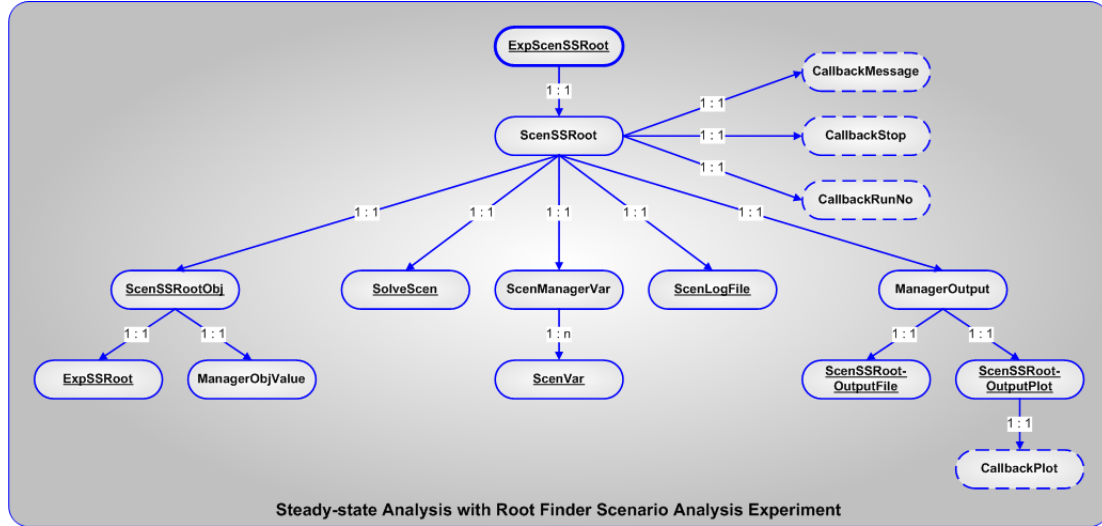 ExpScenSSRoot
CallbackMessage
1 : 1
1 : 1
ScenSSRoot
1 : 1
CallbackStop
1 : 1
CallbackRunNo
1 : 1
1 : 1
1 : 1
1 : 1
1 : 1
ScenSSRootObj
SolveScen
ScenManagerVar
ScenLogFile
ManagerOutput
1 : 1
1 : 1
1 : n
1 : 1
1 : 1
ExpSSRoot
ManagerObjValue
ScenVar
ScenSSRoot-
OutputFile
ScenSSRoot-
OutputPlot
1 : 1
CallbackPlot
Steady-state Analysis with Root Finder Scenario Analysis Experiment